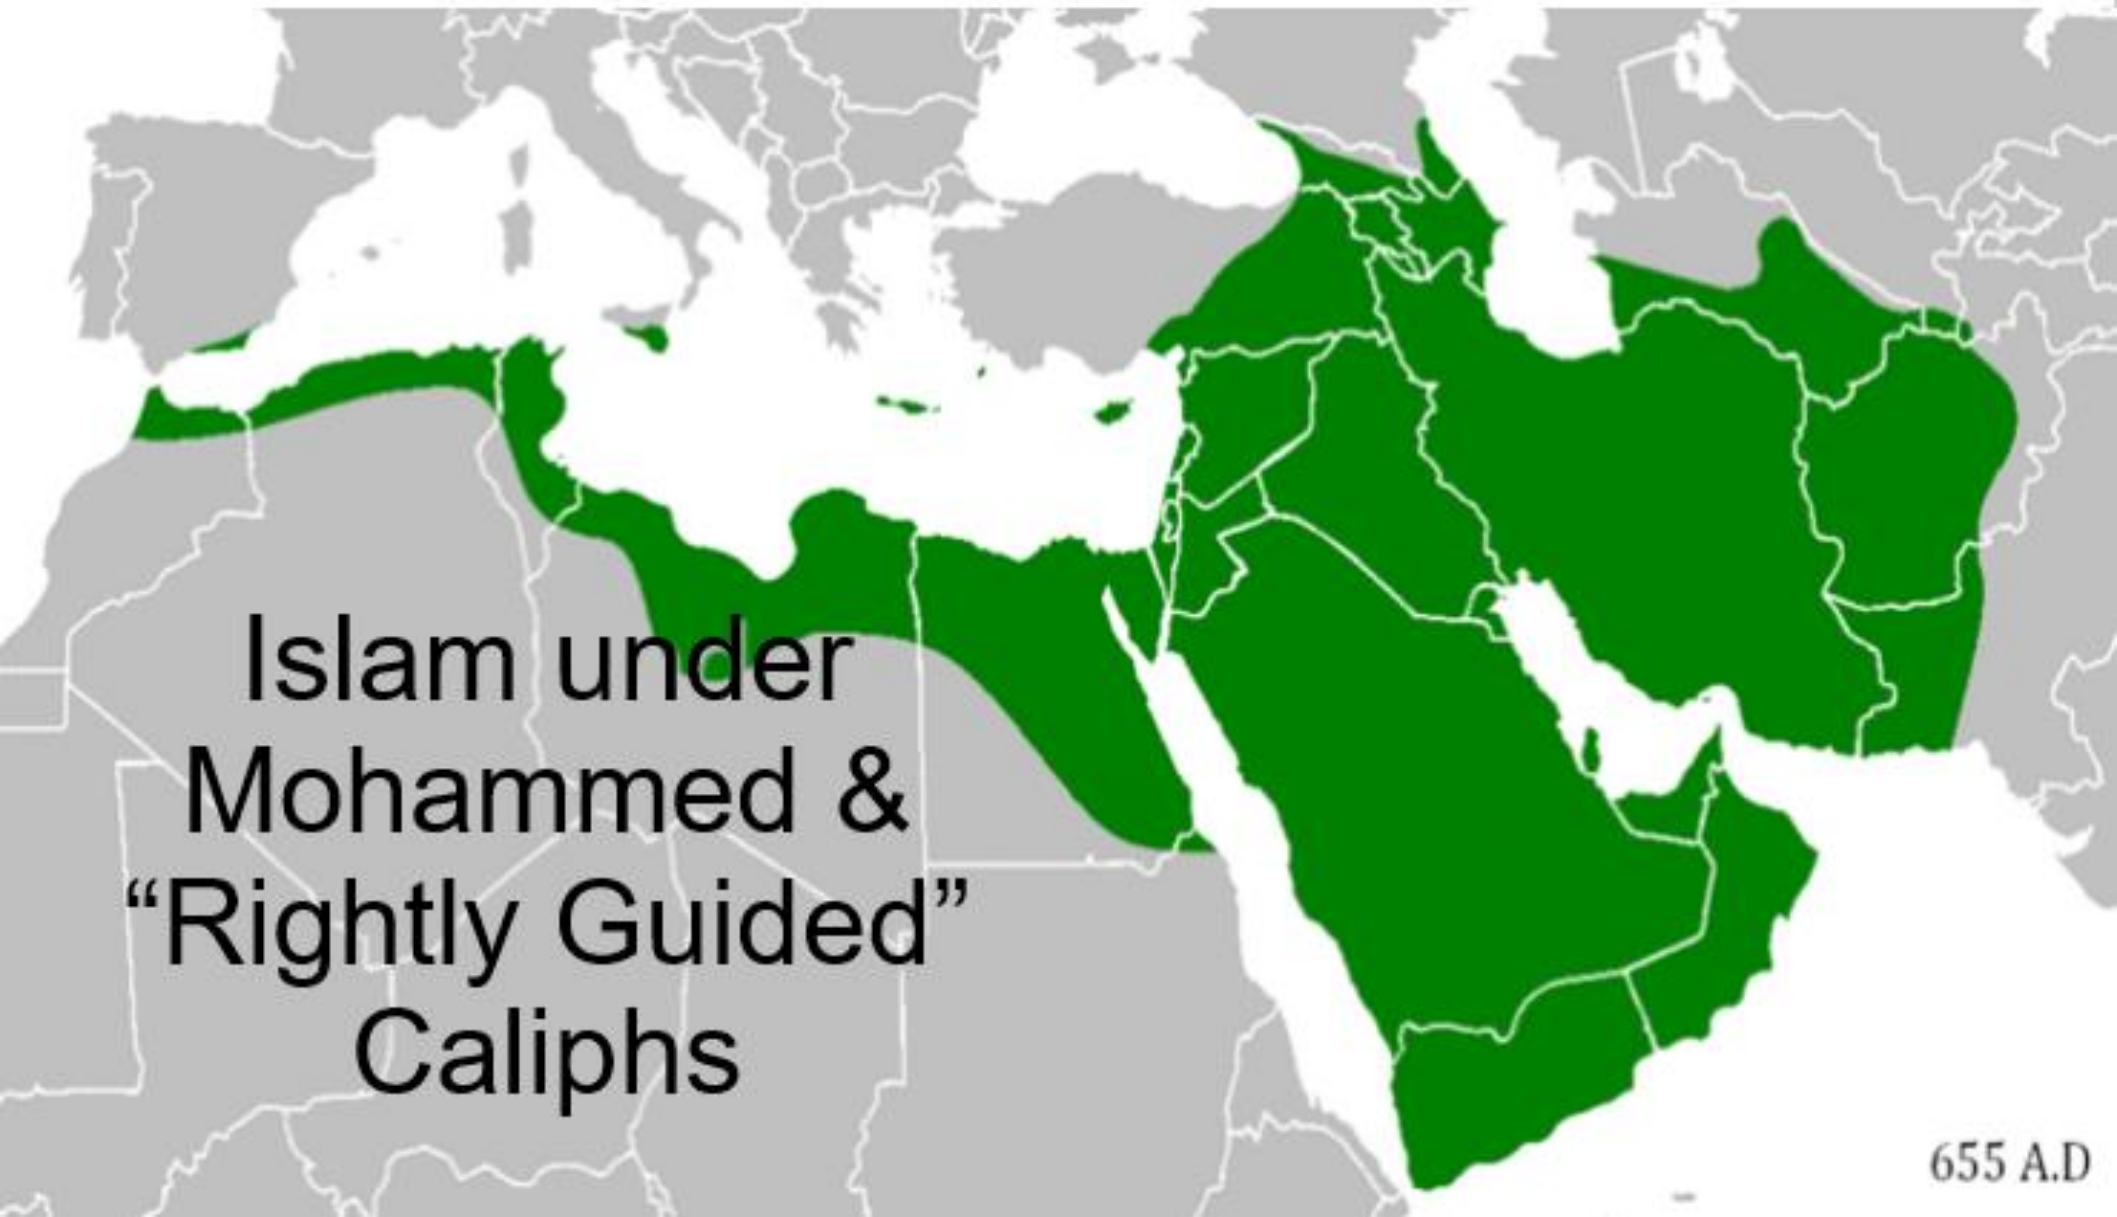 Islam under
Mohammed &
“Rightly Guided”
Caliphs
655 A.D